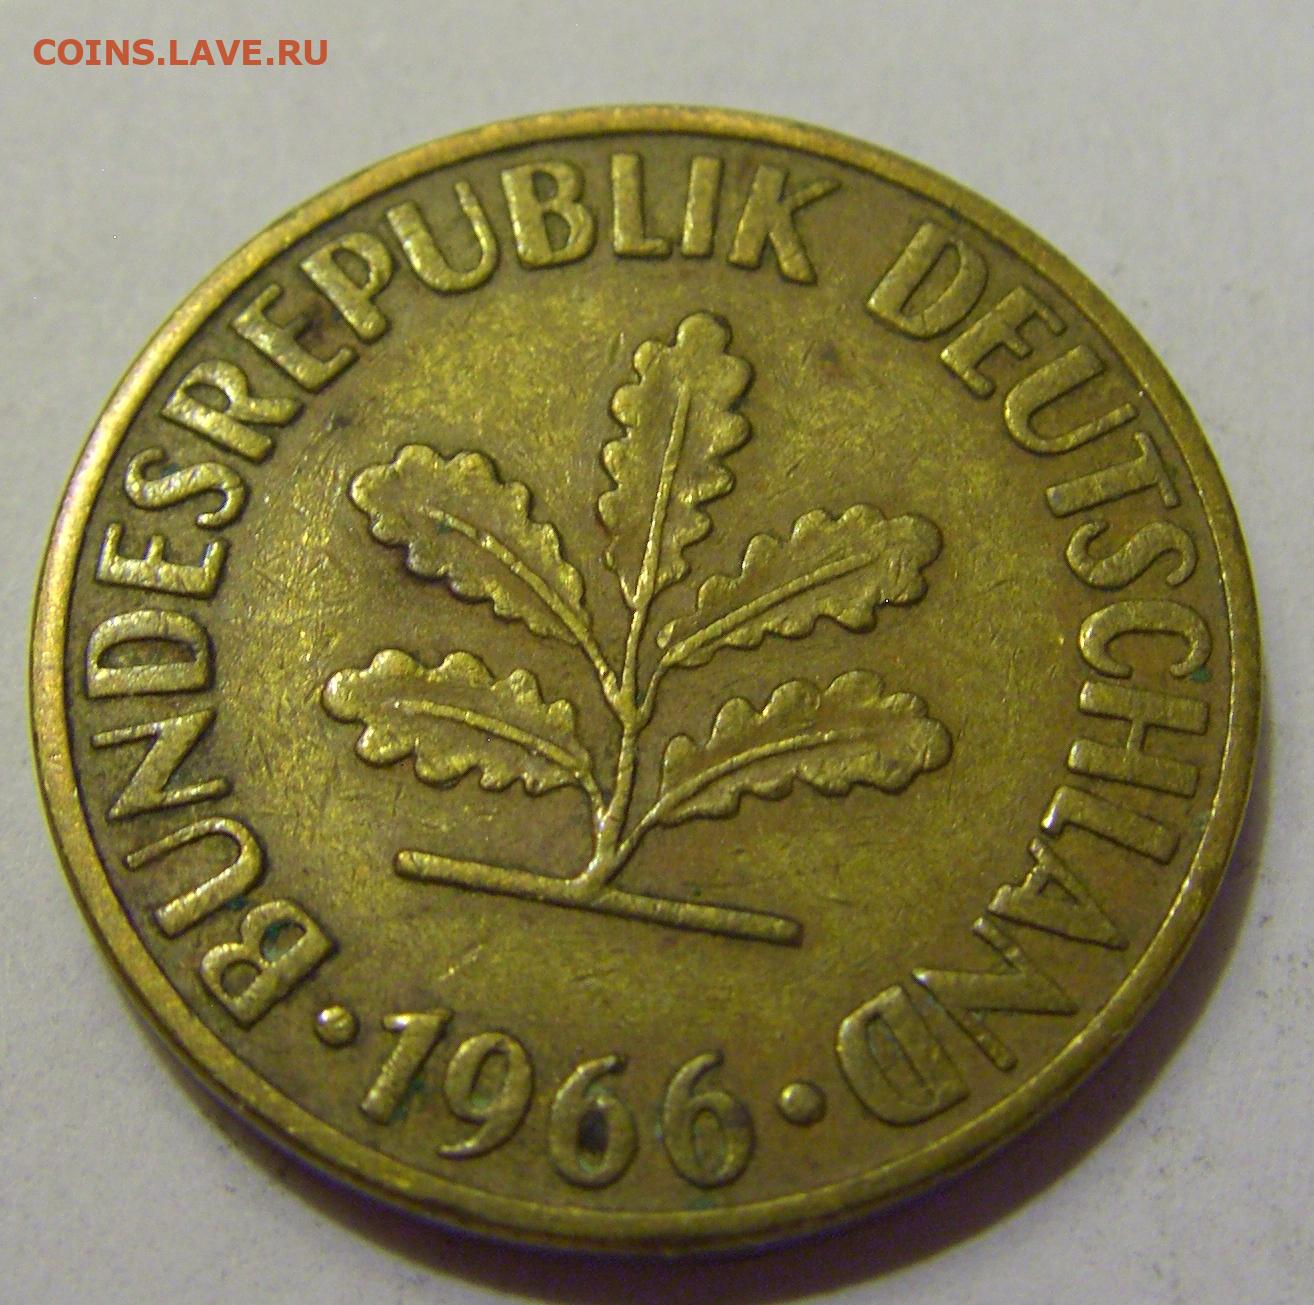 COINS.LAVE.RU
BUNDESREPUBLIK DEUTSCHLAND
· 1966 ·